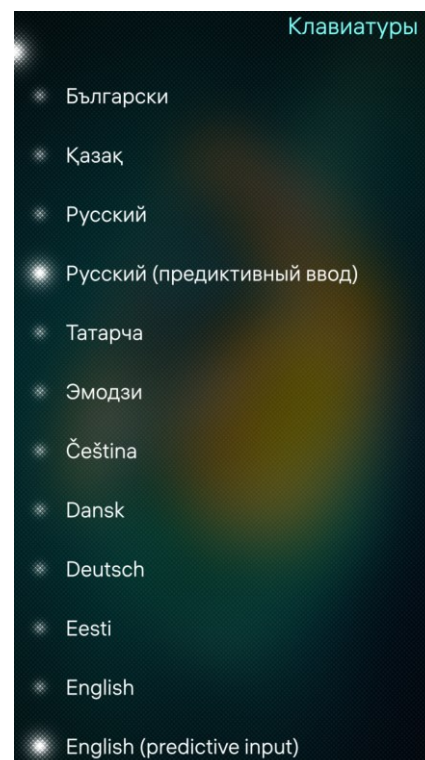 Клавиатуры
Български
Қазақ
Русский
Русский (предиктивный ввод)
Татарча
Эмодзи
Čeština
Dansk
Deutsch
Eesti
English
English (predictive input)